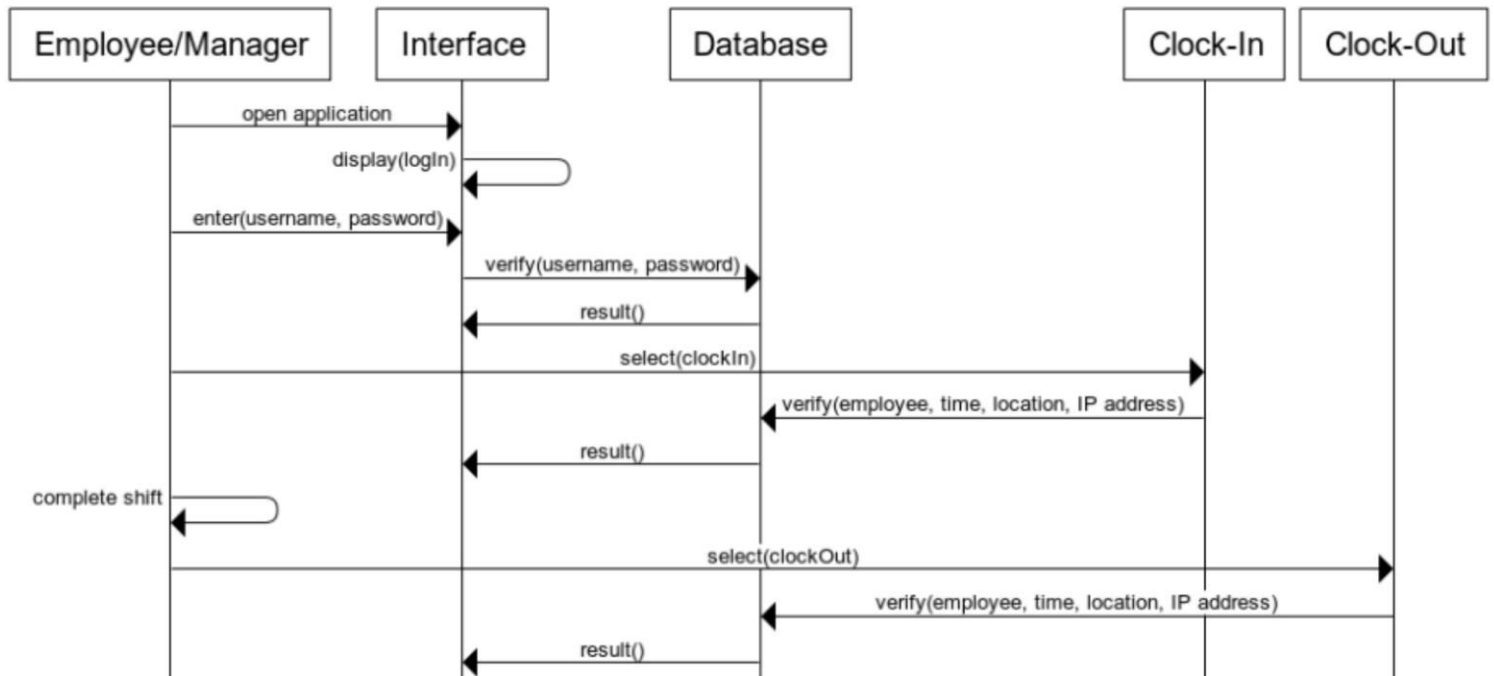 Employee/Manager
Interface
Database
Clock-In
Clock-Out
open application
display(logIn)
enter(username, password)
verify(username, password)
result()
select(clockIn)
verify(employee, time, location, IP address)
result()
complete shift
select(clockOut)
verify(employee, time, location, IP address)
result()